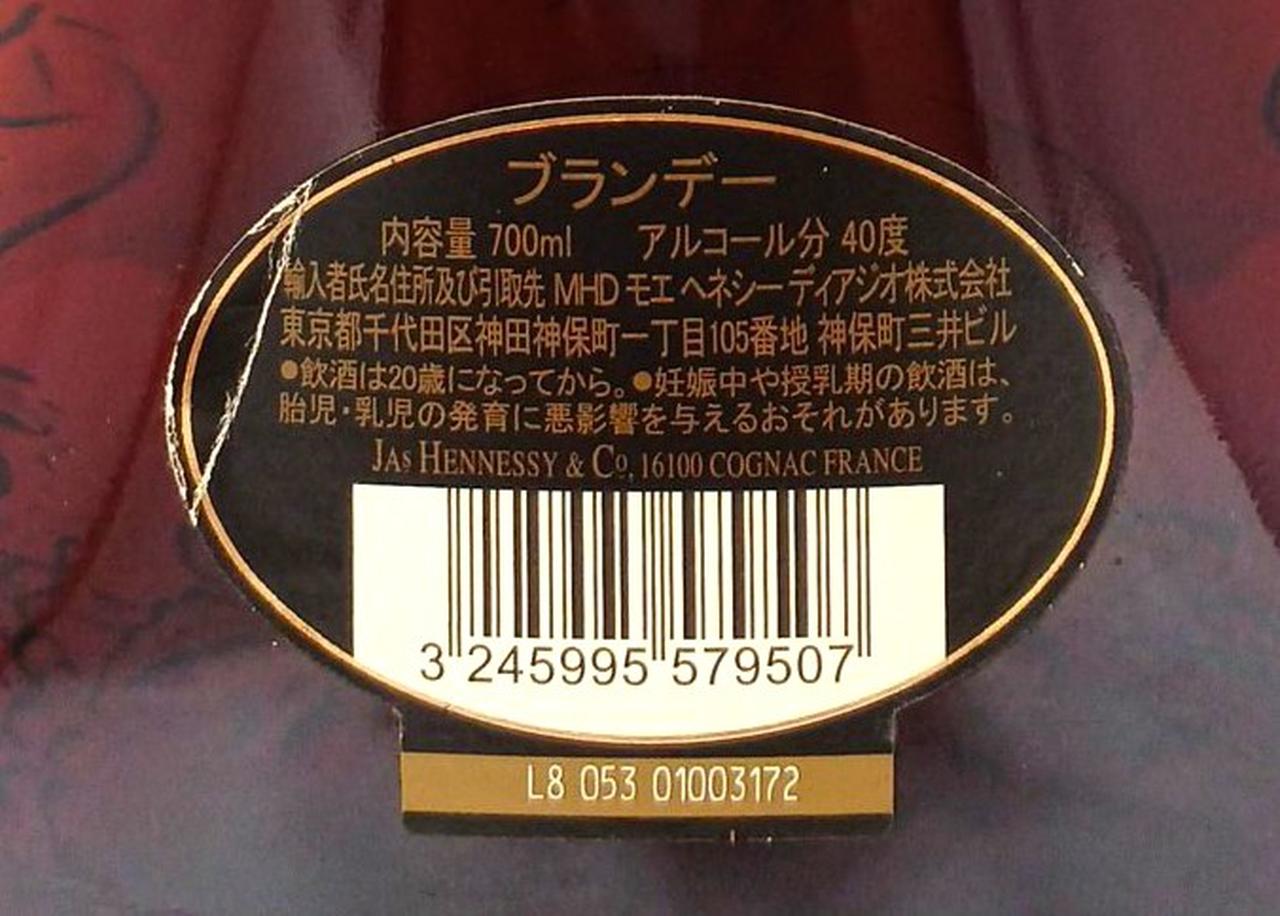 ブランデー
内容量 700ml アルコール分 40度
輸入者氏名住所及び引取先 MHD モエ ヘネシー ディアジオ株式会社
東京都千代田区神田神保町一丁目105番地 神保町三井ビル
●飲酒は20歳になってから。●妊娠中や授乳期の飲酒は、
胎児・乳児の発育に悪影響を与えるおそれがあります。
JAs HENNESSY & Co, 16100 COGNAC FRANCE
3 245995 579507
L8 053 01003172